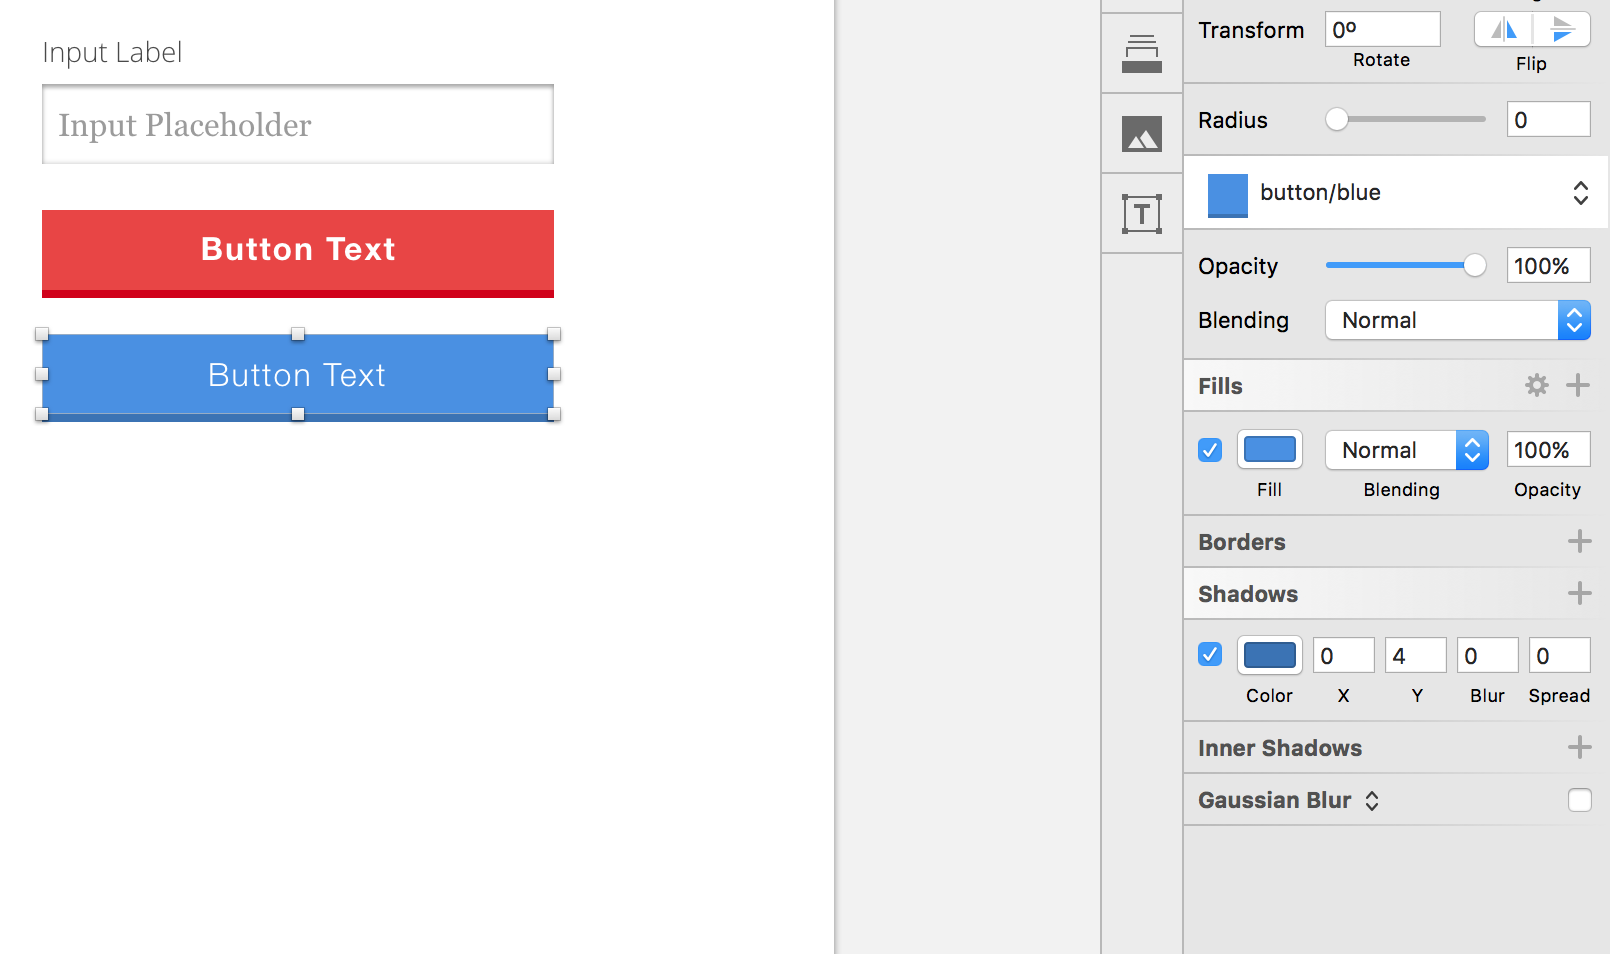 Input Label
Input Placeholder
Button Text
Button Text
Transform
0º
Rotate
Flip
Radius
0
button/blue
Opacity
100%
Blending
Normal
Fills
Normal
100%
Fill
Blending
Opacity
Borders
Shadows
0
4
0
0
Color
X
Y
Blur
Spread
Inner Shadows
Gaussian Blur
T